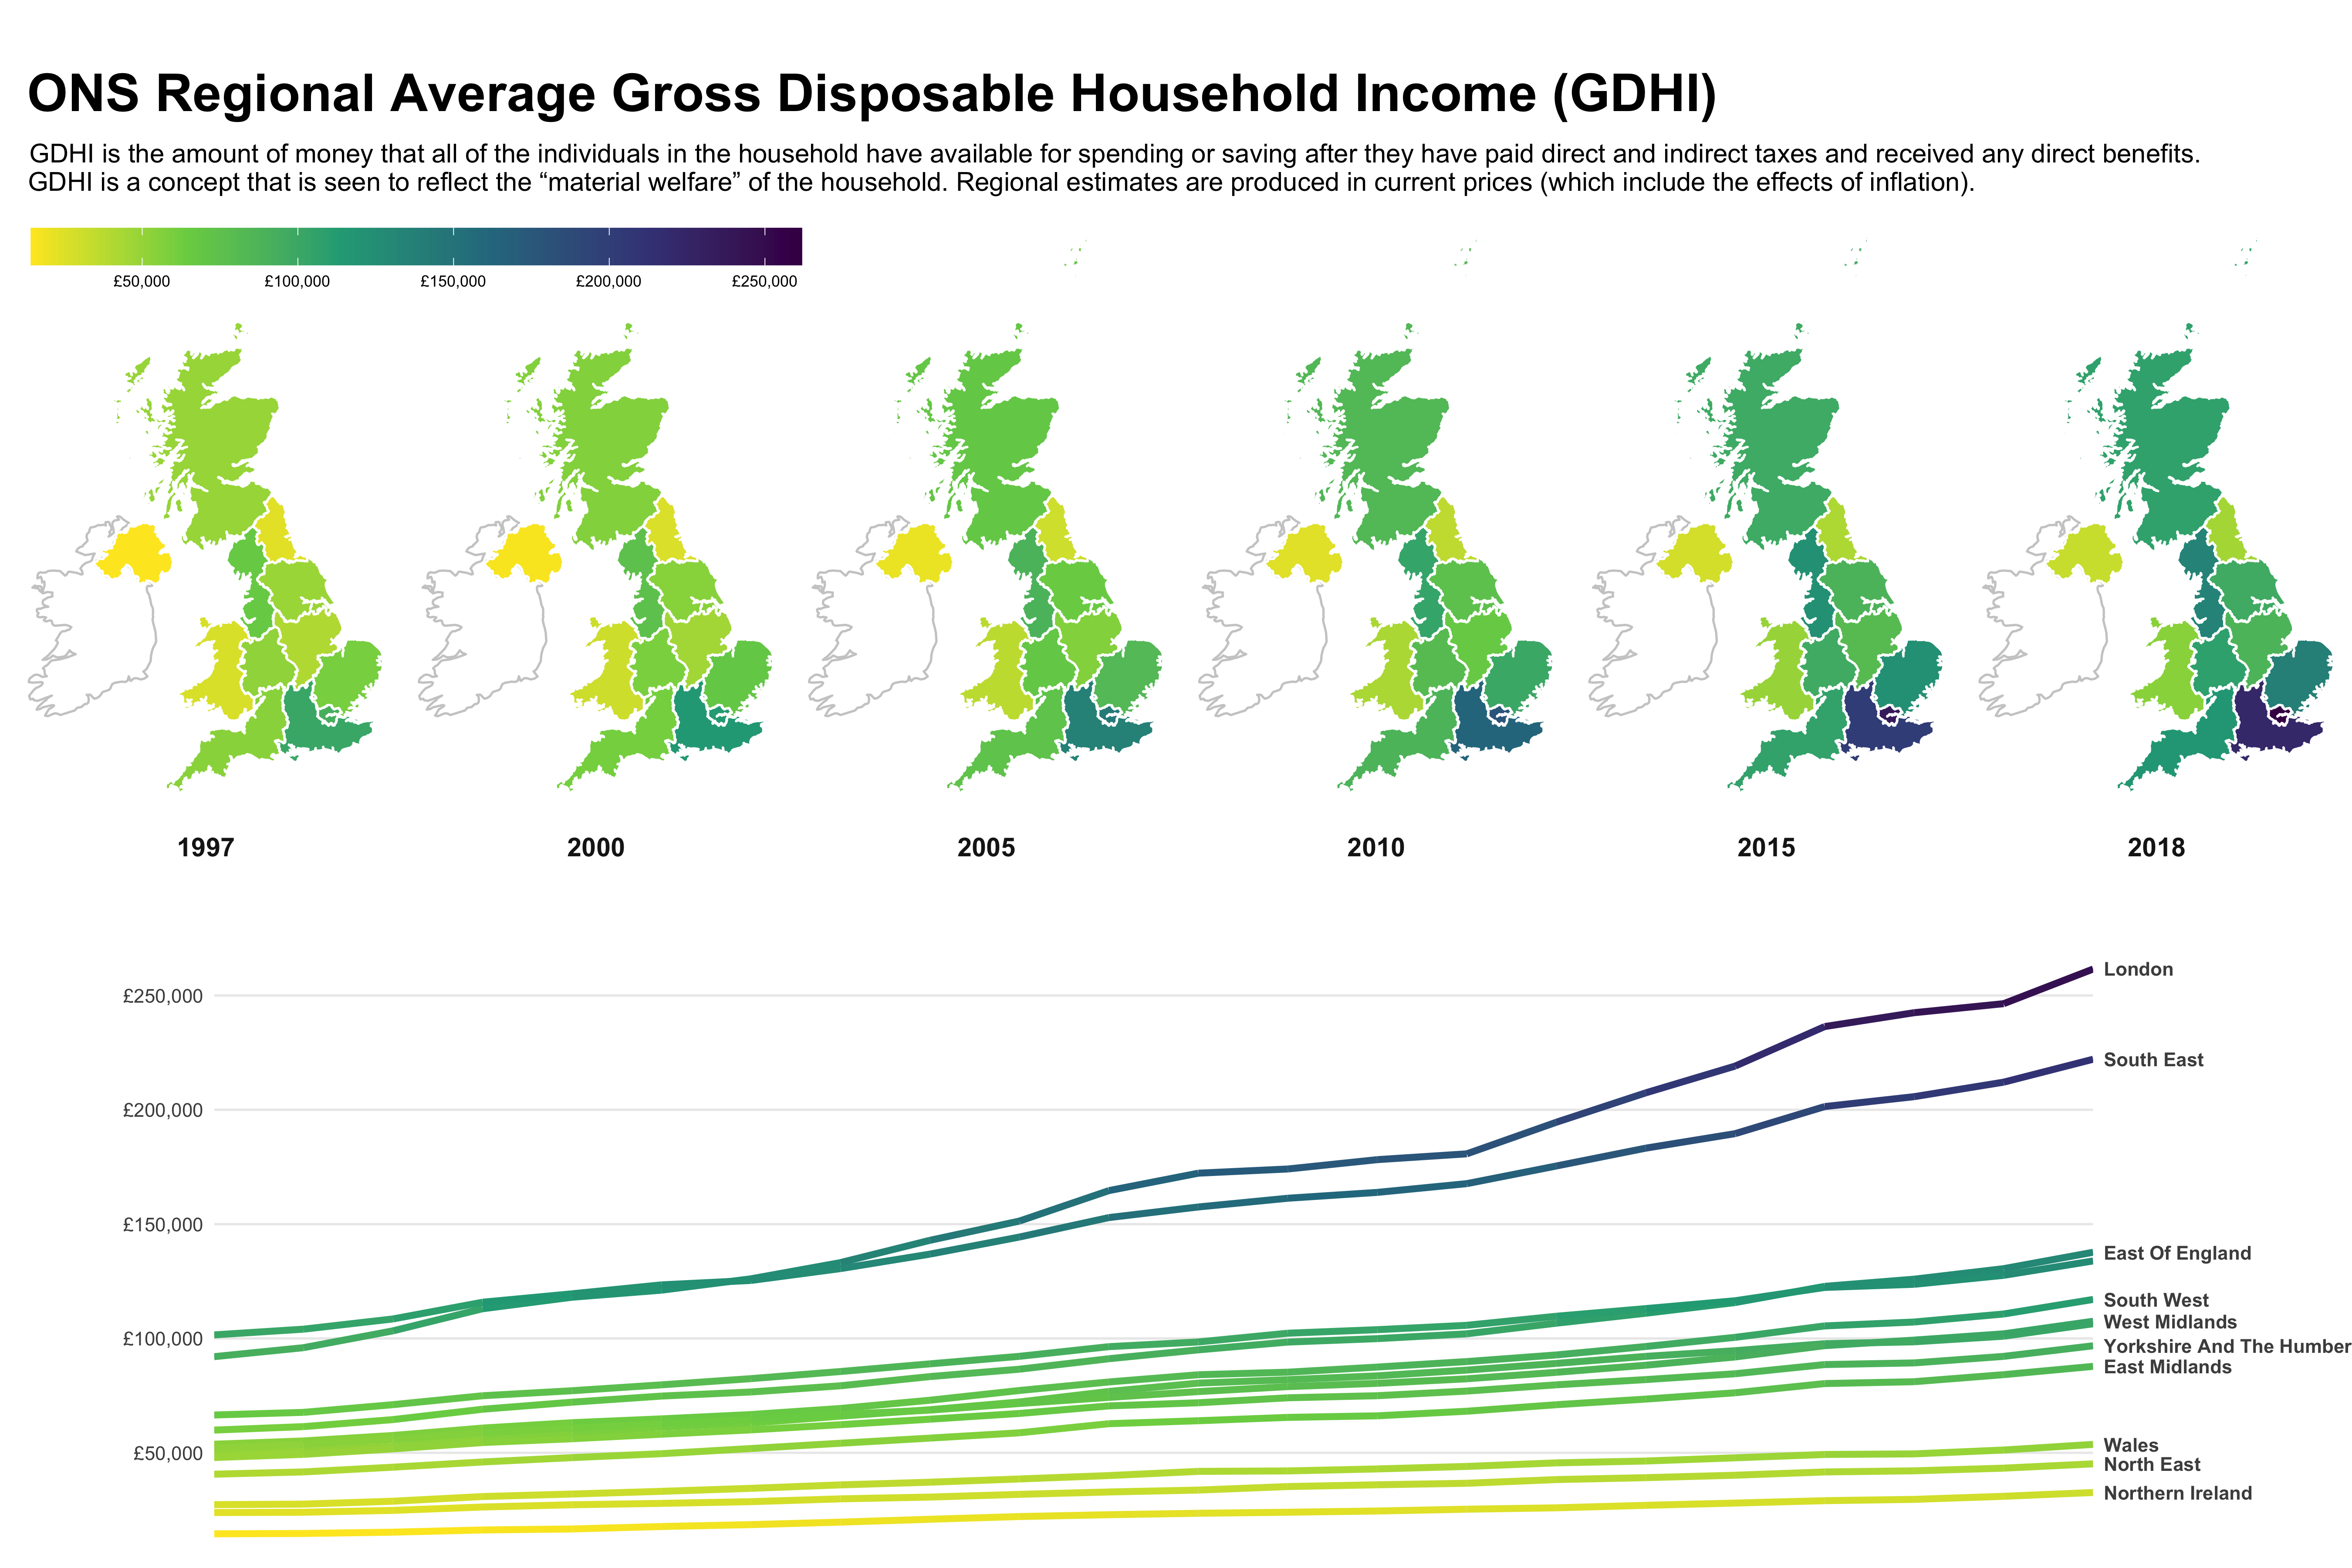 ONS Regional Average Gross Disposable Household Income (GDHI)
GDHI is the amount of money that all of the individuals in the household have available for spending or saving after they have paid direct and indirect taxes and received any direct benefits.
GDHI is a concept that is seen to reflect the “material welfare” of the household. Regional estimates are produced in current prices (which include the effects of inflation).
£50,000 £100,000 £150,000 £200,000 £250,000
1997 2000 2005 2010 2015 2018
London
£250,000
South East
£200,000
East Of England
£150,000
South West
West Midlands
£100,000
Yorkshire And The Humber
East Midlands
Wales
£50,000
North East
Northern Ireland